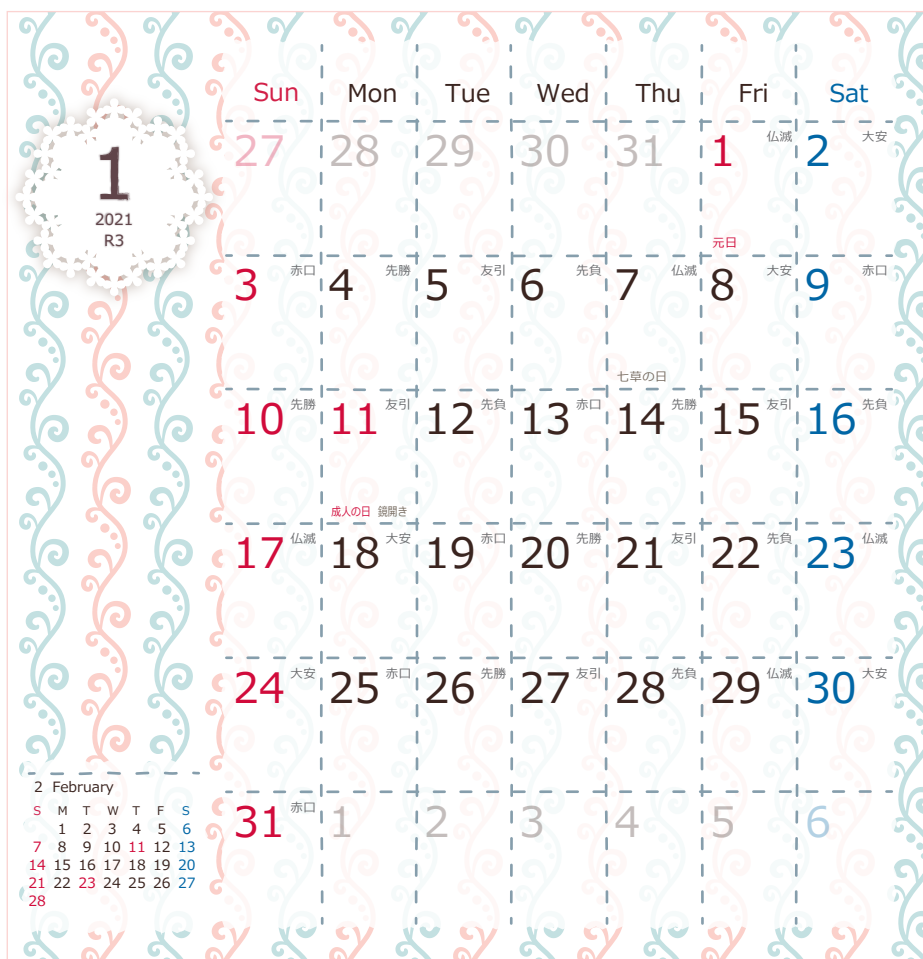 1
2021
R3
Sun Mon Tue Wed Thu Fri Sat
27 28 29 30 31 1 仏滅 2 大安
元日
3 赤口 4 先勝 5 友引 6 先負 7 仏滅 8 大安 9 赤口
七草の日
10 先勝 11 友引 12 先負 13 赤口 14 先勝 15 友引 16 先負
成人の日 鏡開き
17 仏滅 18 大安 19 赤口 20 先勝 21 友引 22 先負 23 仏滅
24 大安 25 赤口 26 先勝 27 友引 28 先負 29 仏滅 30 大安
31 赤口 1 2 3 4 5 6
2 February
S M T W T F S
1 2 3 4 5 6
7 8 9 10 11 12 13
14 15 16 17 18 19 20
21 22 23 24 25 26 27
28